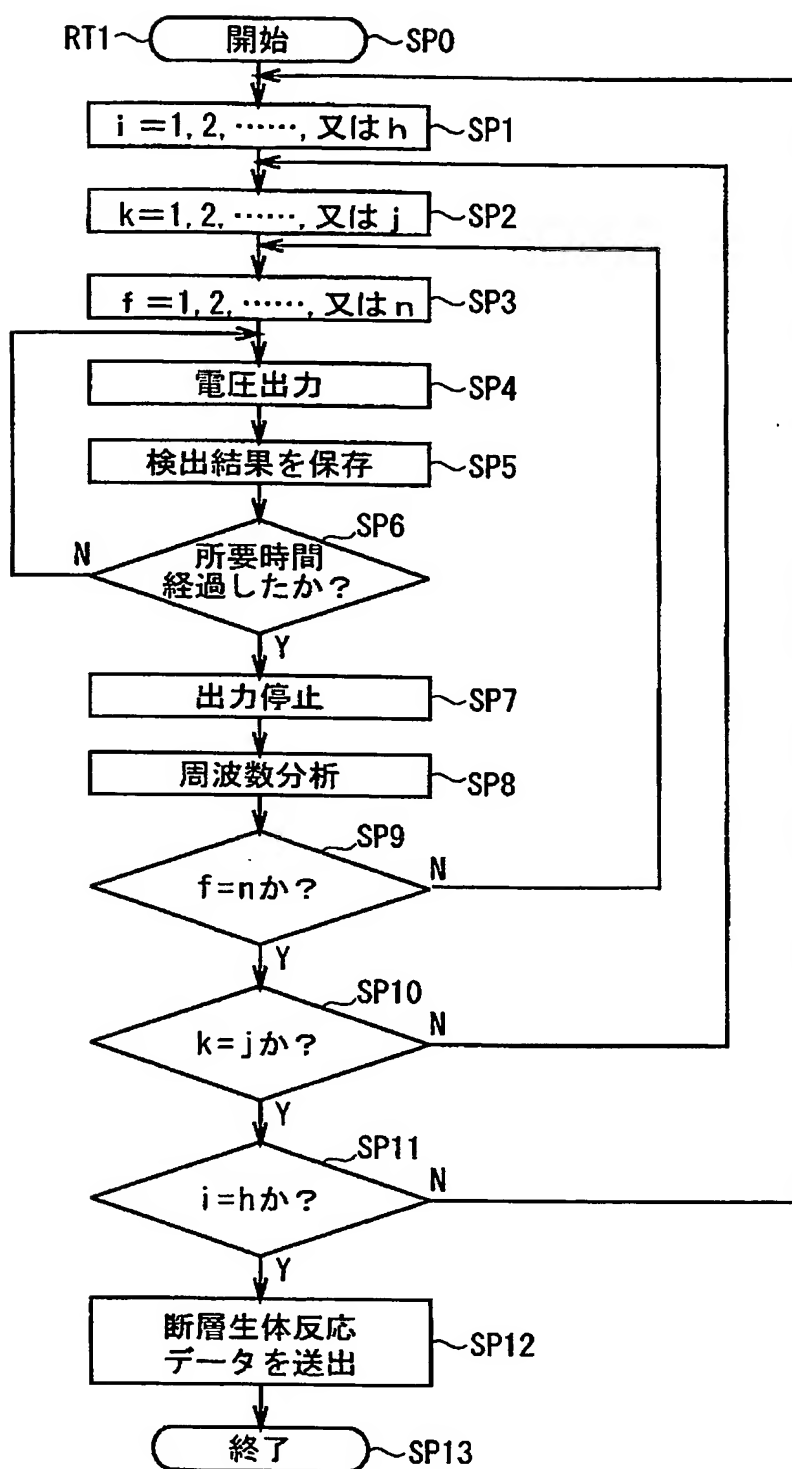 RT1 開始 SP0
i=1, 2, ……, 又はh SP1
k=1, 2, ……, 又はj SP2
f=1, 2, ……, 又はn SP3
電圧出力 SP4
検出結果を保存 SP5
SP6
N
所要時間
経過したか?
Y
出力停止 SP7
周波数分析 SP8
SP9
f=nか?
N
Y
SP10
k=jか?
N
Y
SP11
i=hか?
N
Y
断層生体反応
データを送出
SP12
終了 SP13